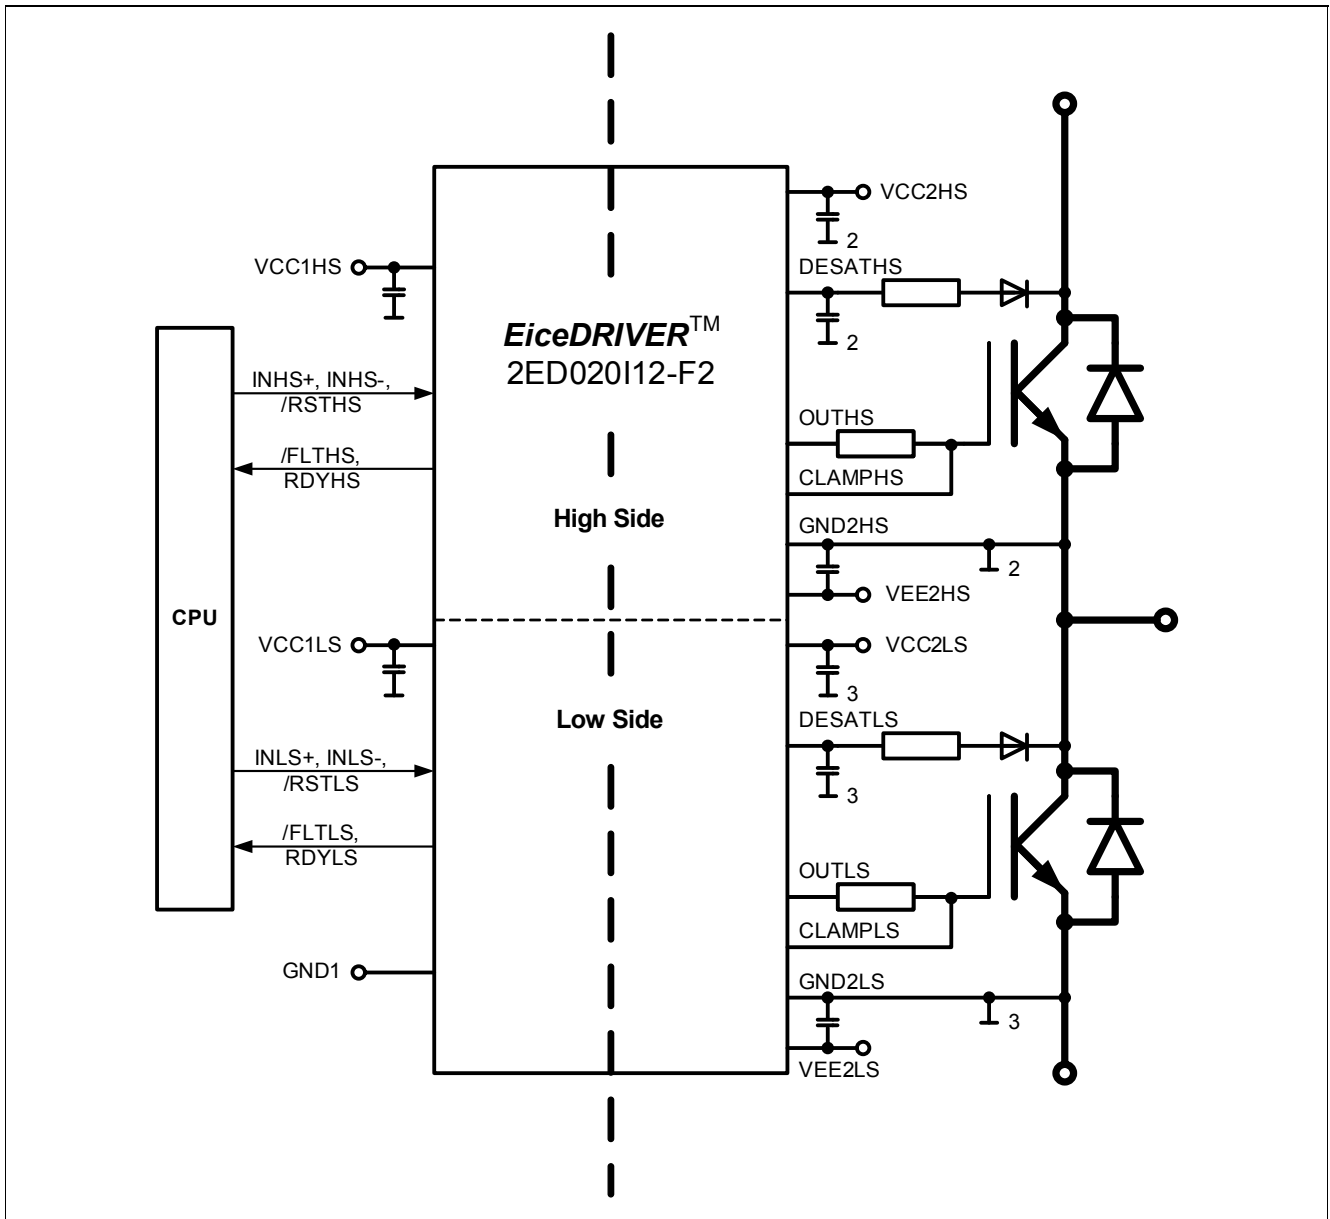 VCC2HS
2
VCC1HS
DESATHS
EiceDRIVER™
2ED020I12-F2
2
INHS+, INHS-,
/RSTHS
OUTHS
/FLTHS,
RDYHS
CLAMPHS
High Side
GND2HS
2
VEE2HS
CPU
VCC1LS
VCC2LS
3
Low Side
DESATLS
INLS+, INLS-,
/RSTLS
3
/FLTLS,
RDYLS
OUTLS
CLAMPLS
GND1
GND2LS
3
VEE2LS